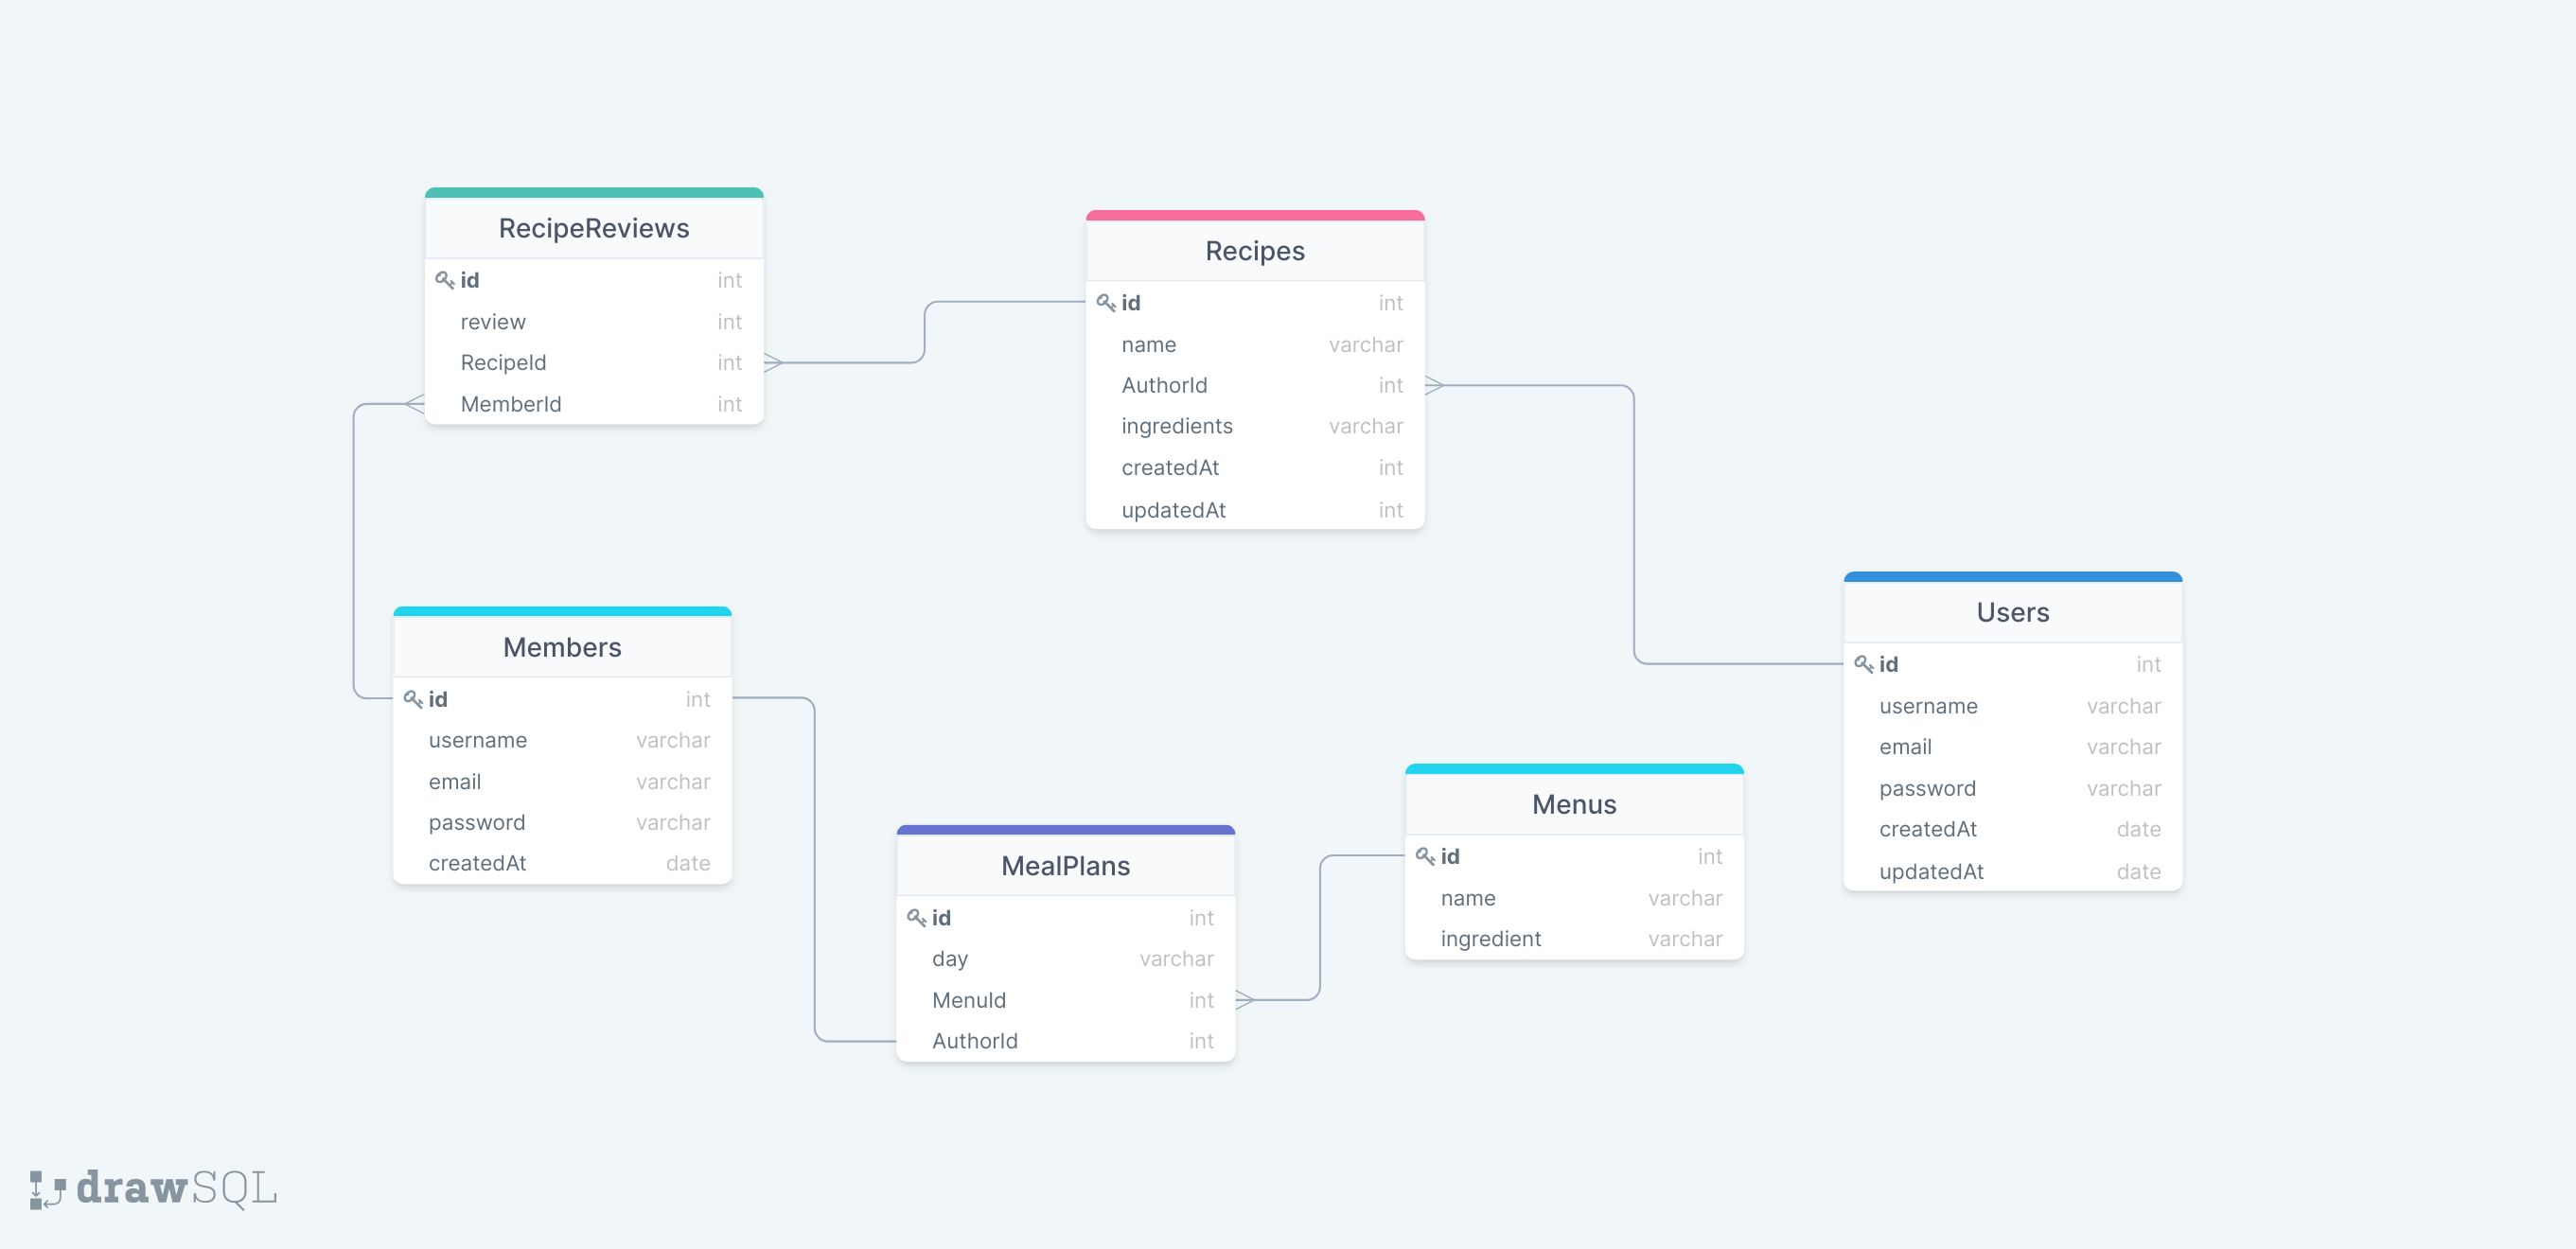 RecipeReviews
id int
review int
RecipeId int
MemberId int
Recipes
id int
name varchar
AuthorId int
ingredients varchar
createdAt int
updatedAt int
Members
id int
username varchar
email varchar
password varchar
createdAt date
MealPlans
id int
day varchar
MenuId int
AuthorId int
Menus
id int
name varchar
ingredient varchar
Users
id int
username varchar
email varchar
password varchar
createdAt date
updatedAt date
drawSQL